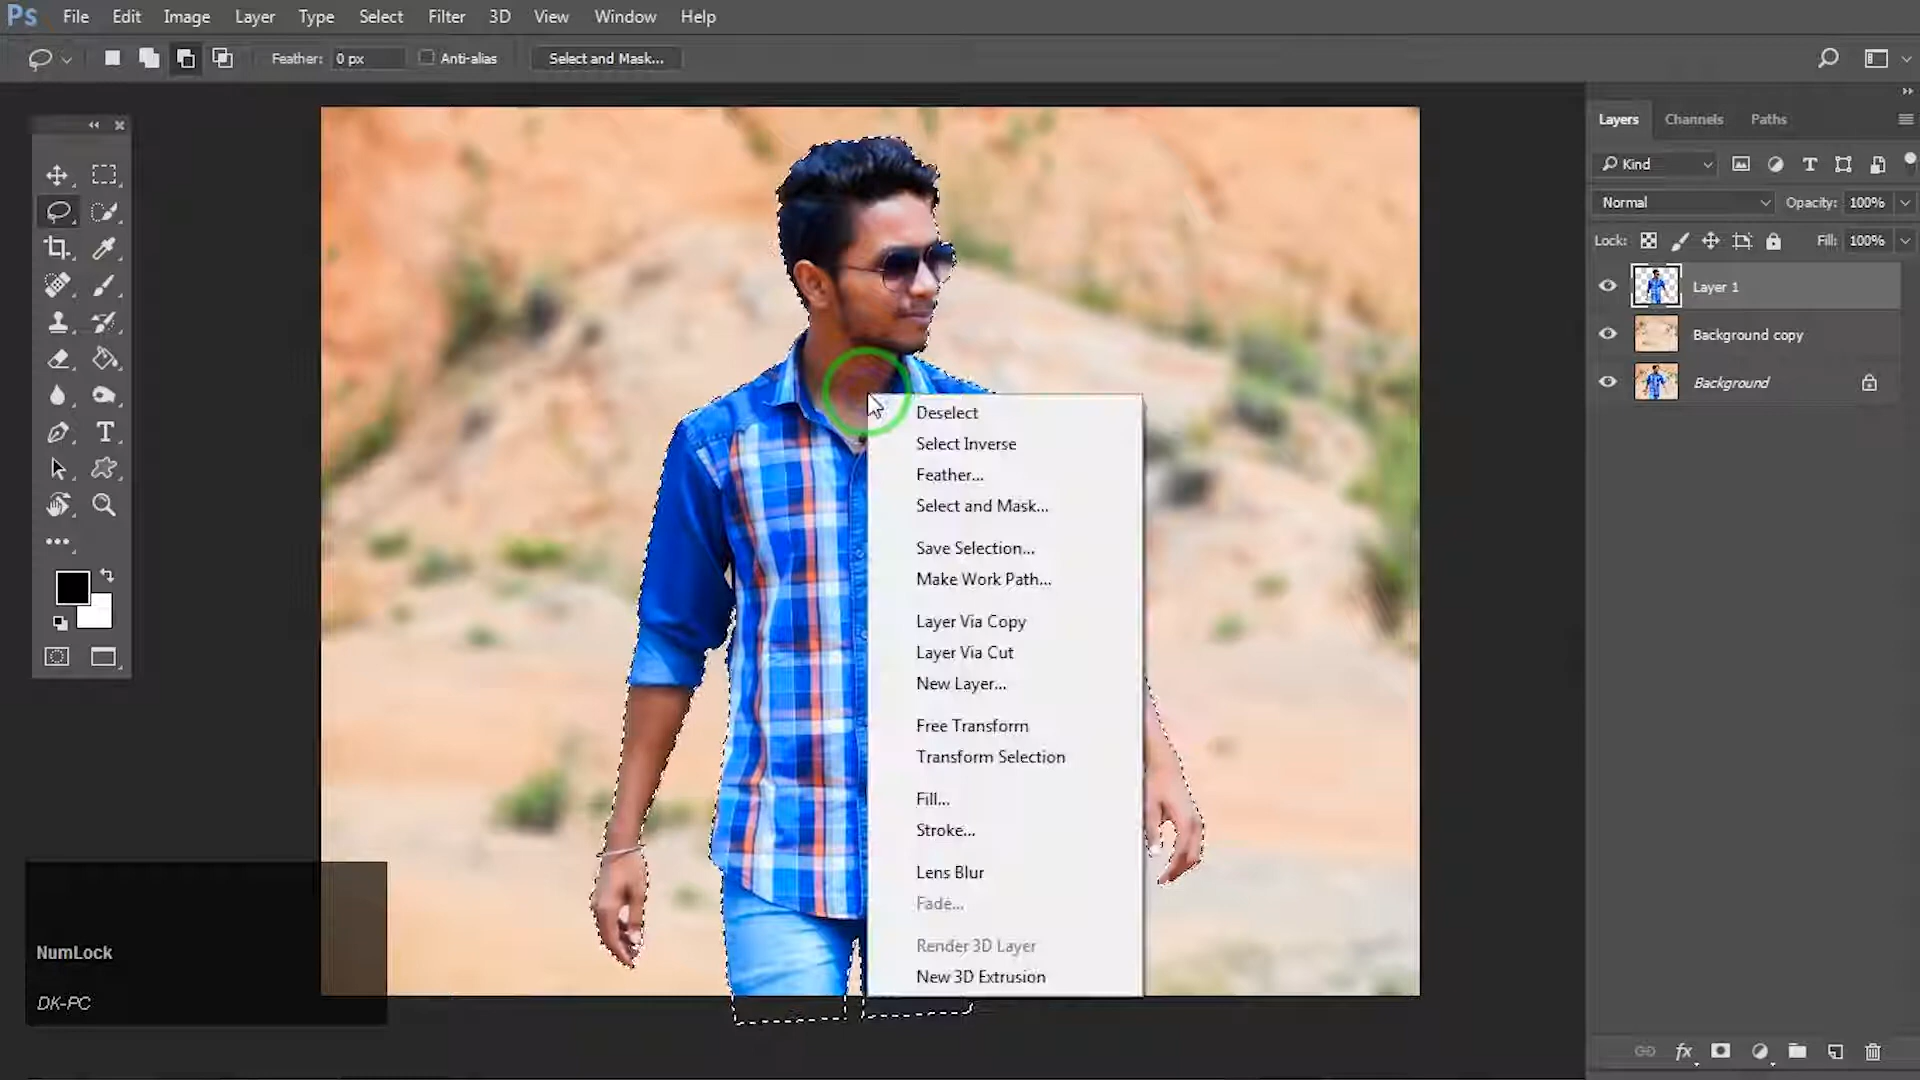 Ps File Edit Image Layer Type Select Filter 3D View Window Help
Feather: 0 px Anti-alias Select and Mask...
Layers Channels Paths
Kind
Normal Opacity: 100%
Lock: Fill: 100%
Layer 1
Background copy
Background
Deselect
Select Inverse
Feather...
Select and Mask...
Save Selection...
Make Work Path...
Layer Via Copy
Layer Via Cut
New Layer...
Free Transform
Transform Selection
Fill...
Stroke...
Lens Blur
Fade...
Render 3D Layer
New 3D Extrusion
NumLock
DK-PC